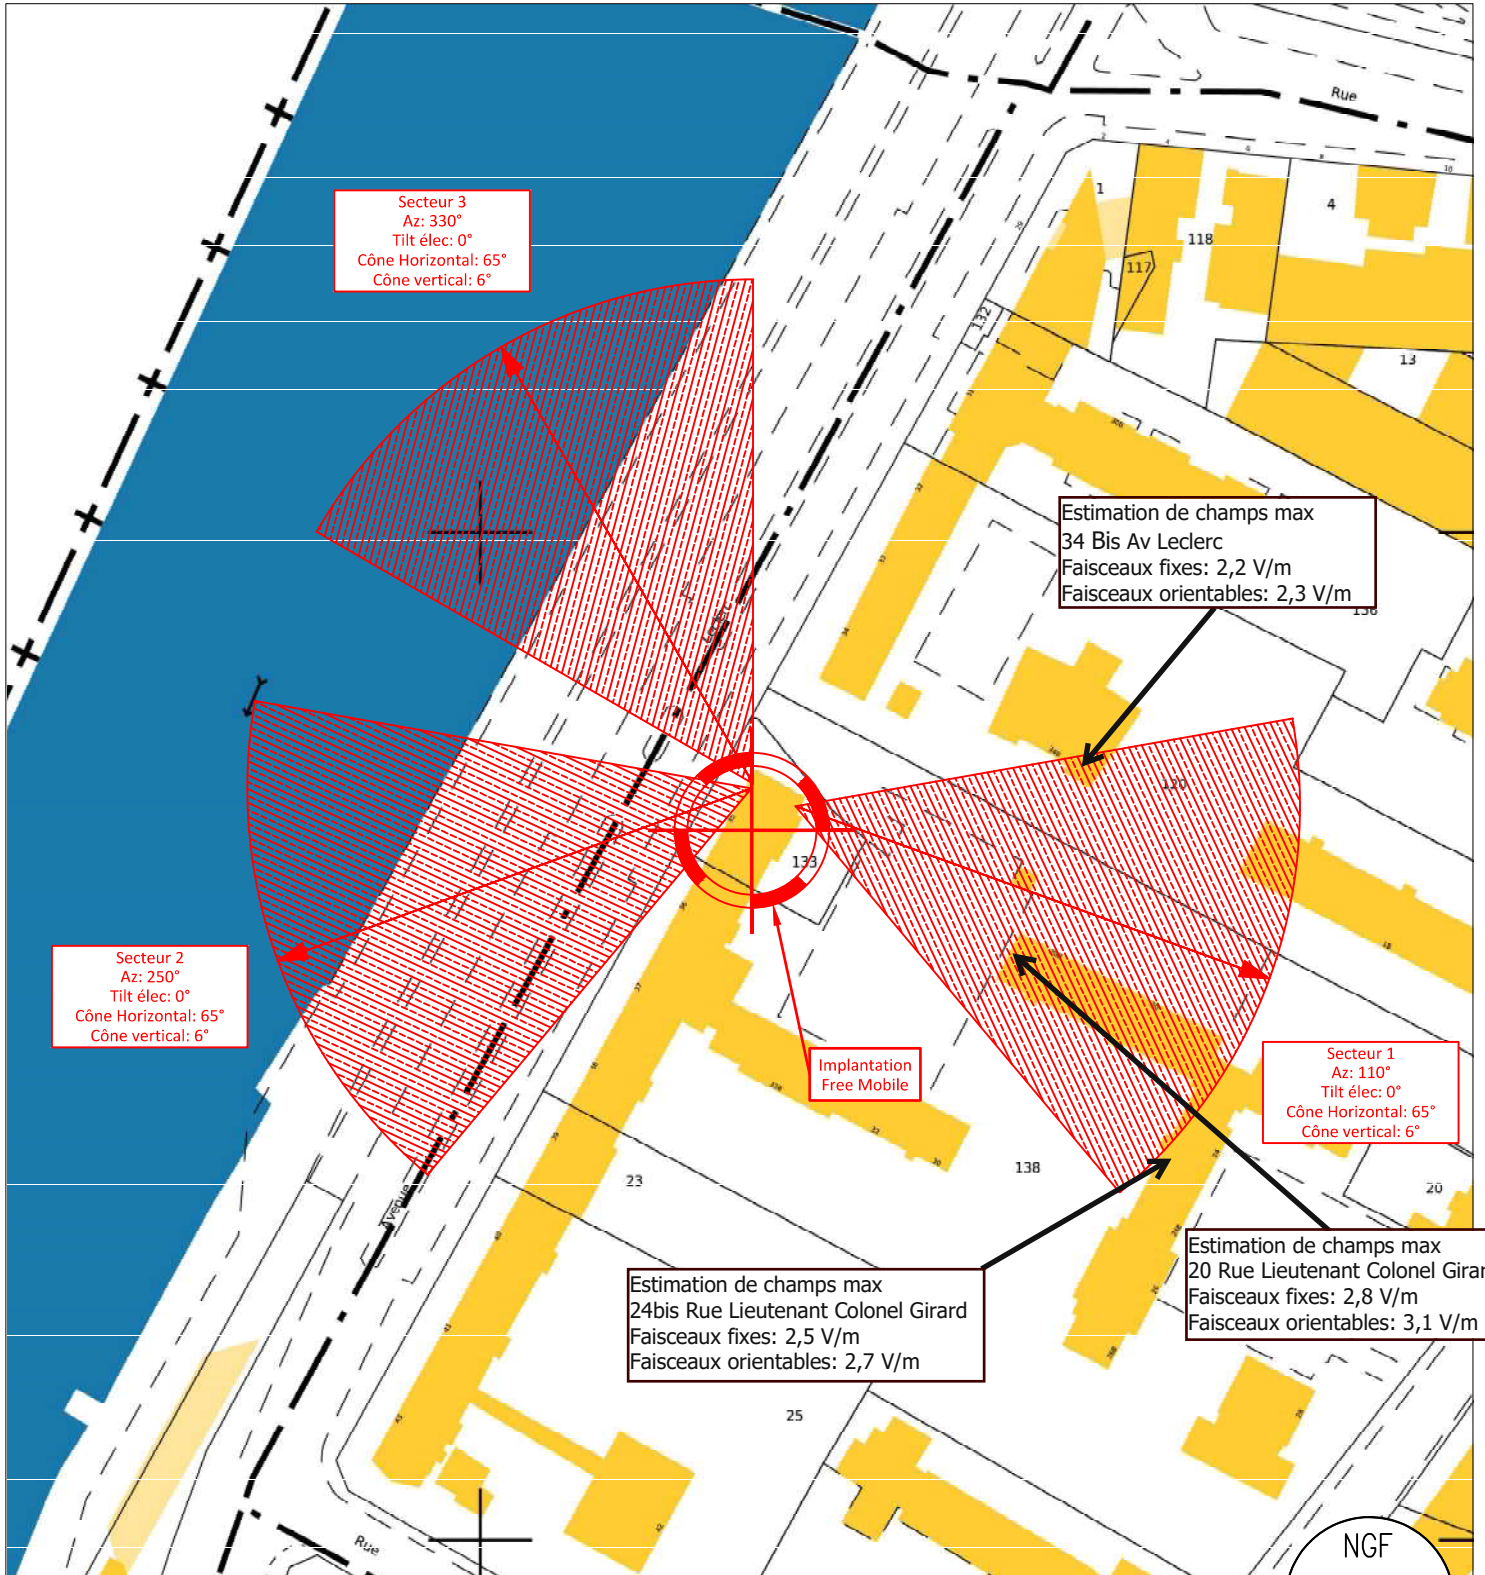 Rue
Secteur 3
Az: 330°
Tilt élec: 0°
Cône Horizontal: 65°
Cône vertical: 6°
1
4
118
117
132
13
Estimation de champs max
34 Bis Av Leclerc
Faisceaux fixes: 2,2 V/m
Faisceaux orientables: 2,3 V/m
Leclerc
120
133
Secteur 2
Az: 250°
Tilt élec: 0°
Cône Horizontal: 65°
Cône vertical: 6°
Implantation
Free Mobile
Secteur 1
Az: 110°
Tilt élec: 0°
Cône Horizontal: 65°
Cône vertical: 6°
138
23
20
Avenue
Estimation de champs max
20 Rue Lieutenant Colonel Girar
Faisceaux fixes: 2,8 V/m
Faisceaux orientables: 3,1 V/m
Estimation de champs max
24bis Rue Lieutenant Colonel Girard
Faisceaux fixes: 2,5 V/m
Faisceaux orientables: 2,7 V/m
25
Rue
NGF